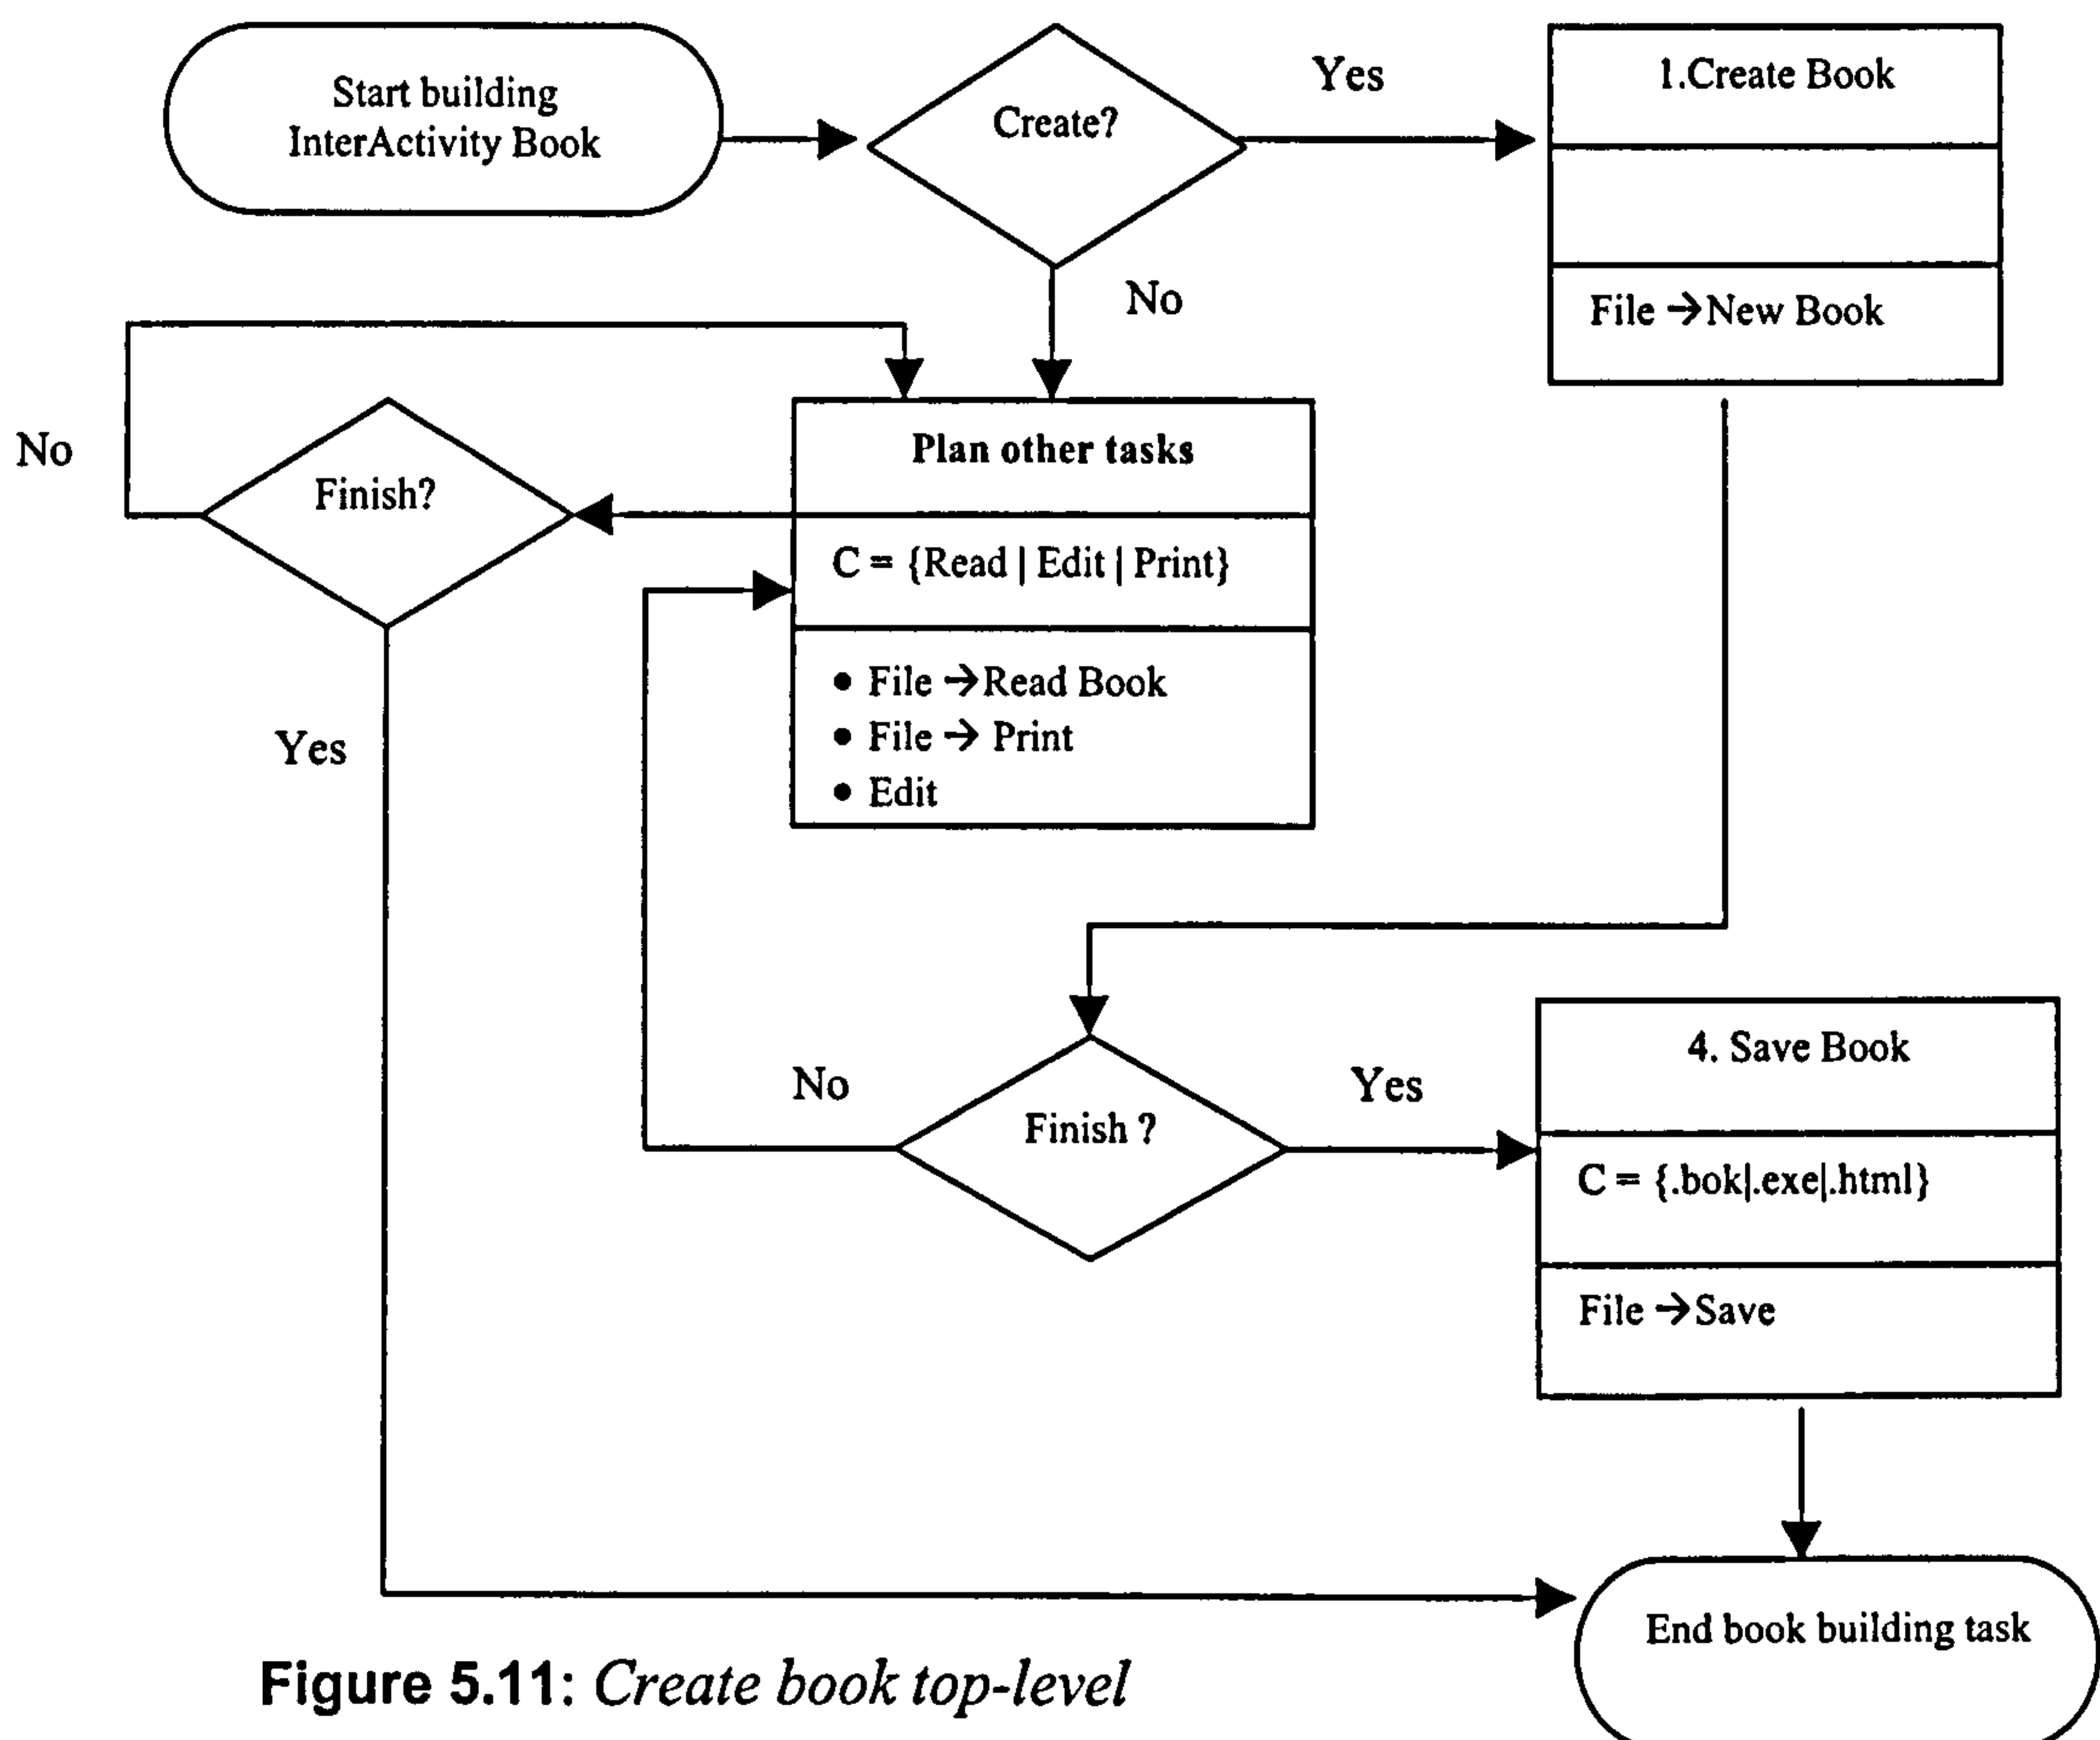 Start building
InterActivity Book
Create?
Yes
1.Create Book
File →New Book
No
No
Finish?
Plan other tasks
C = {Read | Edit | Print}
• File →Read Book
• File → Print
• Edit
Yes
No
Finish ?
Yes
4. Save Book
C = {.bok|.exe|.html}
File →Save
End book building task
Figure 5.11: Create book top-level